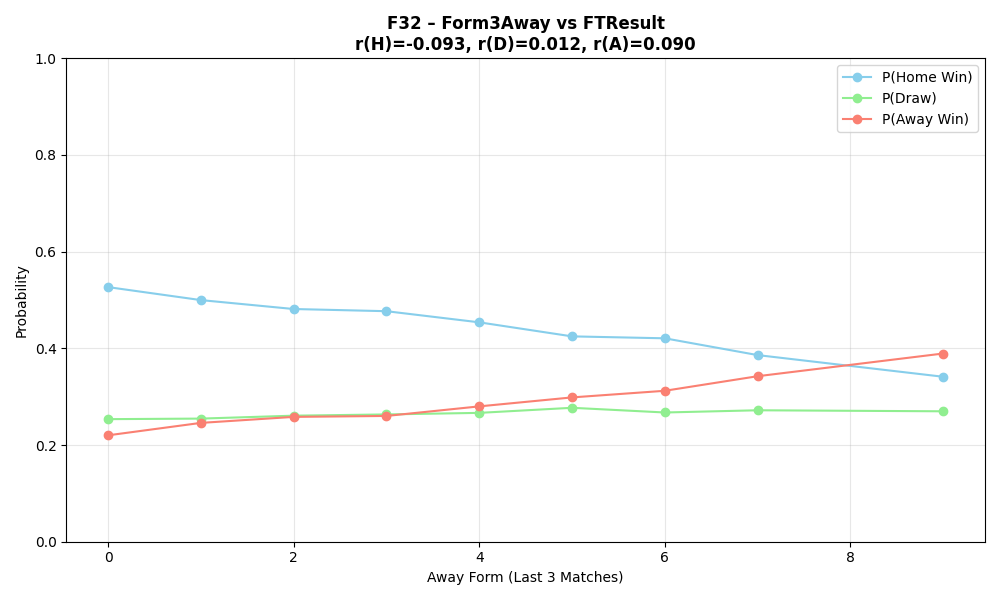 F32 – Form3Away vs FTResult
r(H)=-0.093, r(D)=0.012, r(A)=0.090
1.0
0.8
0.6
0.4
0.2
0.0
Probability
P(Home Win)
P(Draw)
P(Away Win)
0 2 4 6 8
Away Form (Last 3 Matches)